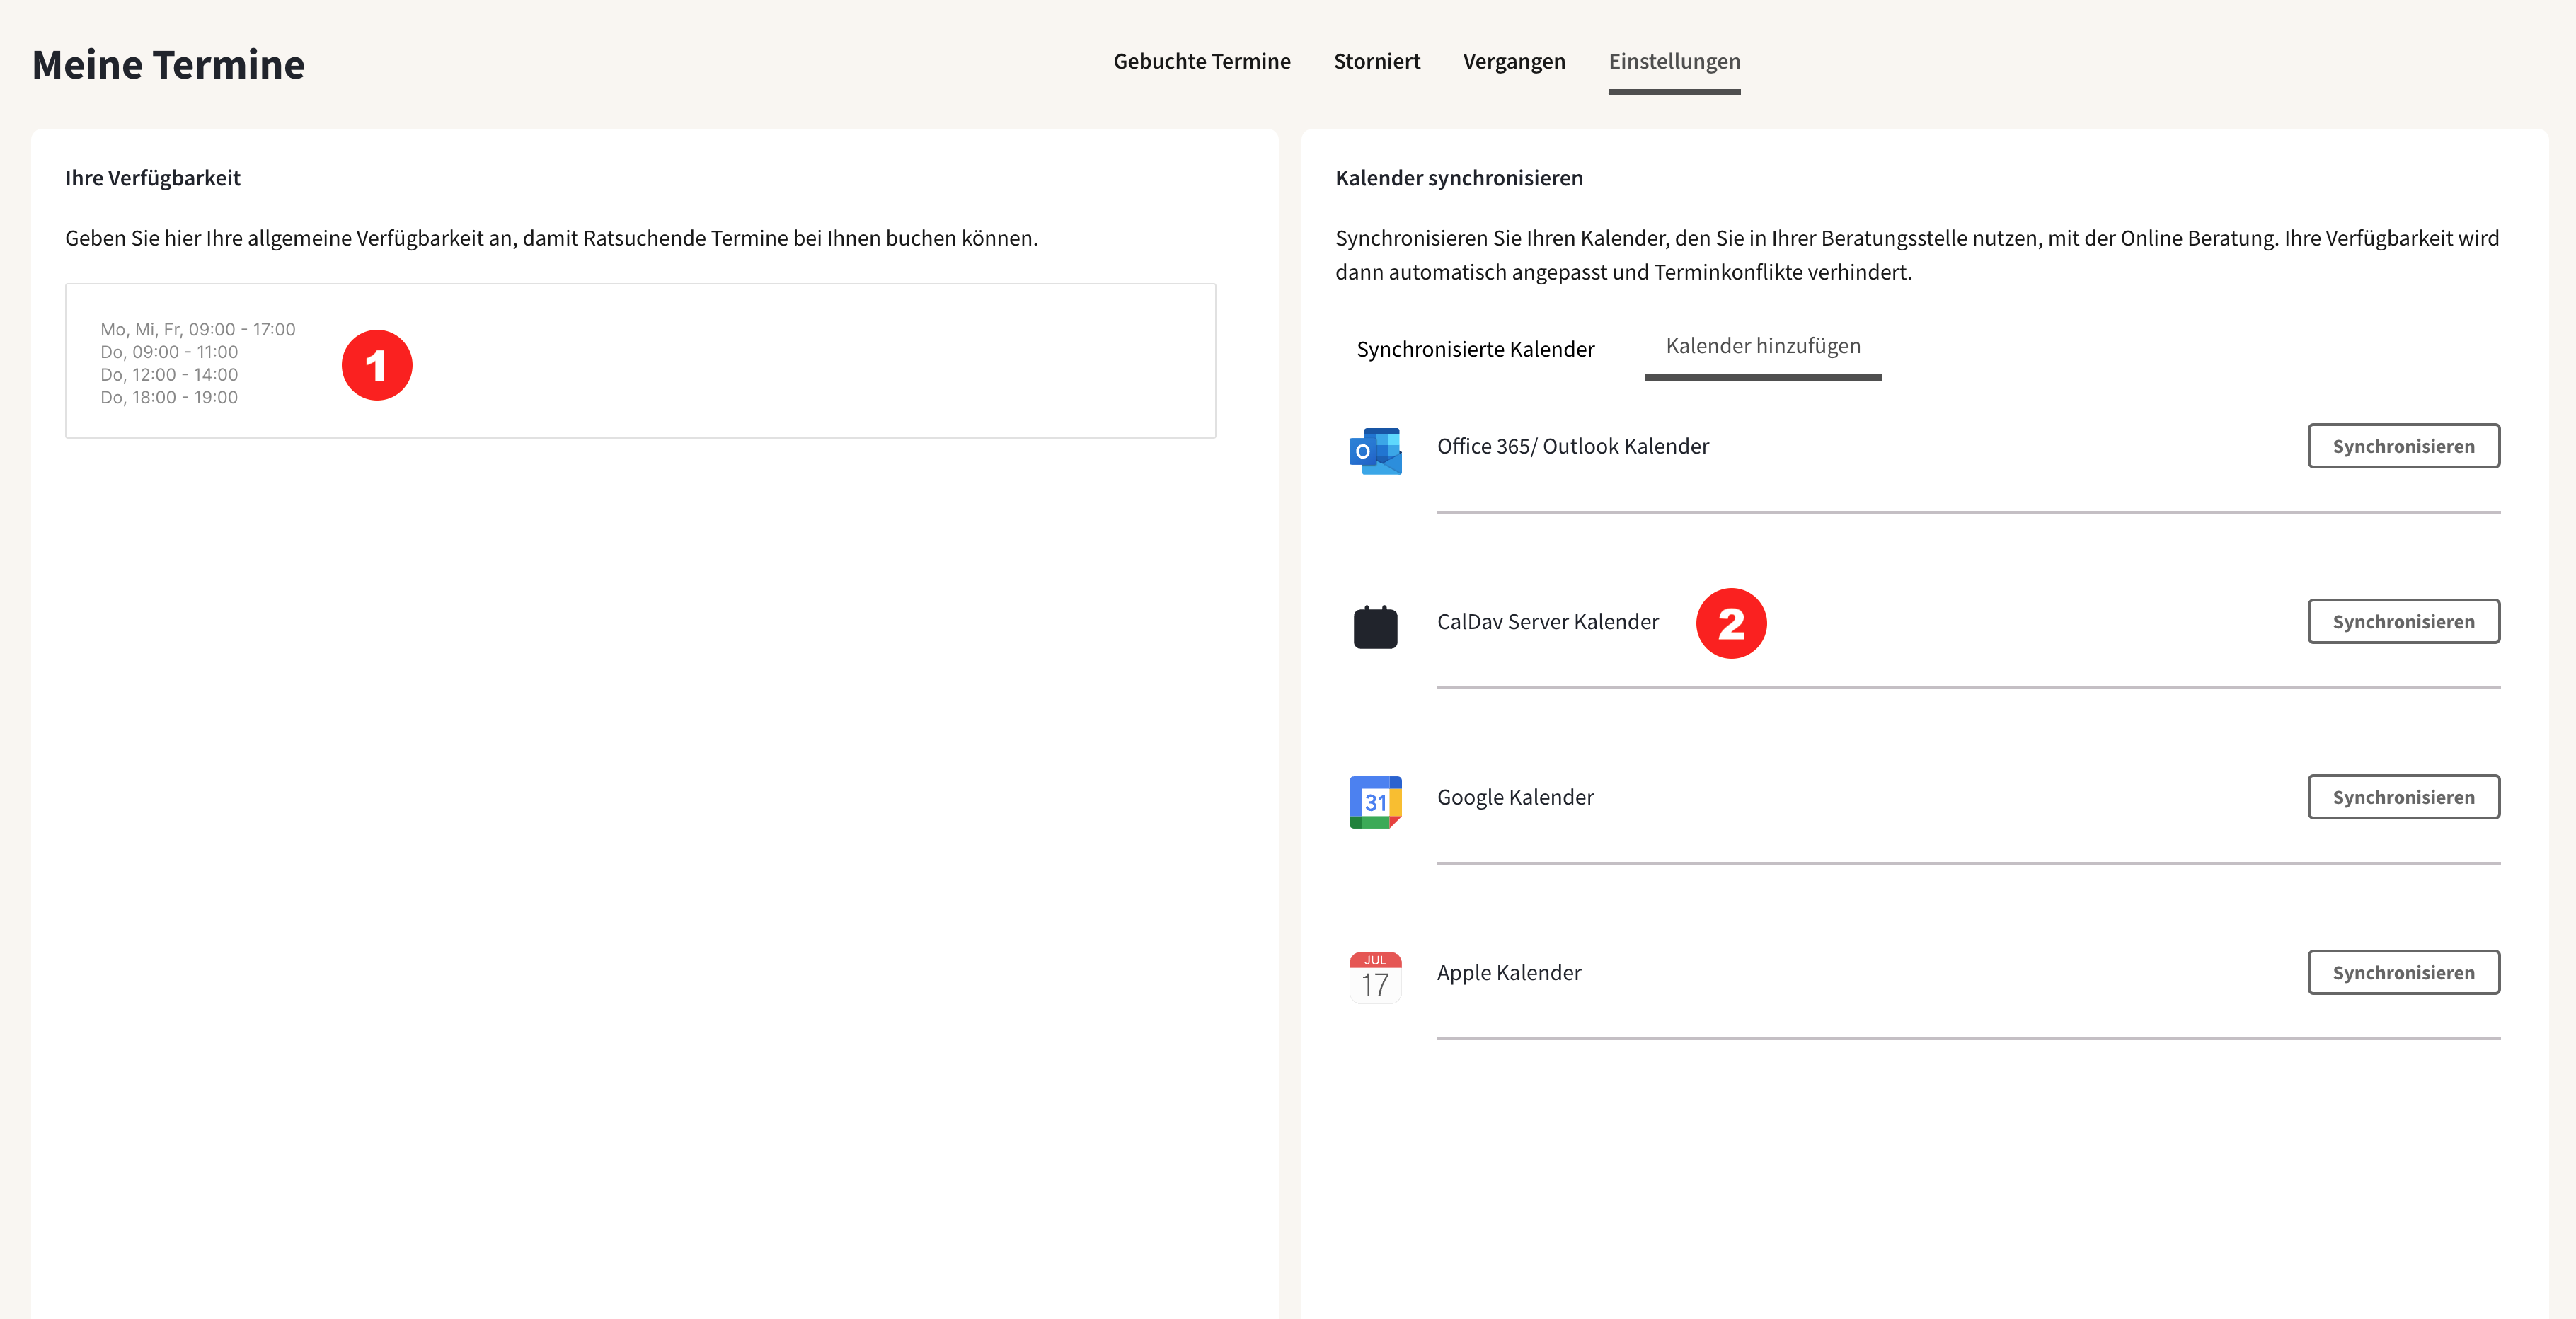 Meine Termine
Gebuchte Termine
Storniert
Vergangen
Einstellungen
Ihre Verfügbarkeit
Geben Sie hier Ihre allgemeine Verfügbarkeit an, damit Ratsuchende Termine bei Ihnen buchen können.
Mo, Mi, Fr, 09:00 - 17:00
Do, 09:00 - 11:00
Do, 12:00 - 14:00
Do, 18:00 - 19:00
1
Kalender synchronisieren
Synchronisieren Sie Ihren Kalender, den Sie in Ihrer Beratungsstelle nutzen, mit der Online Beratung. Ihre Verfügbarkeit wird
dann automatisch angepasst und Terminkonflikte verhindert.
Synchronisierte Kalender
Kalender hinzufügen
O
Office 365/ Outlook Kalender
Synchronisieren
CalDav Server Kalender
2
Synchronisieren
31
Google Kalender
Synchronisieren
JUL
17
Apple Kalender
Synchronisieren